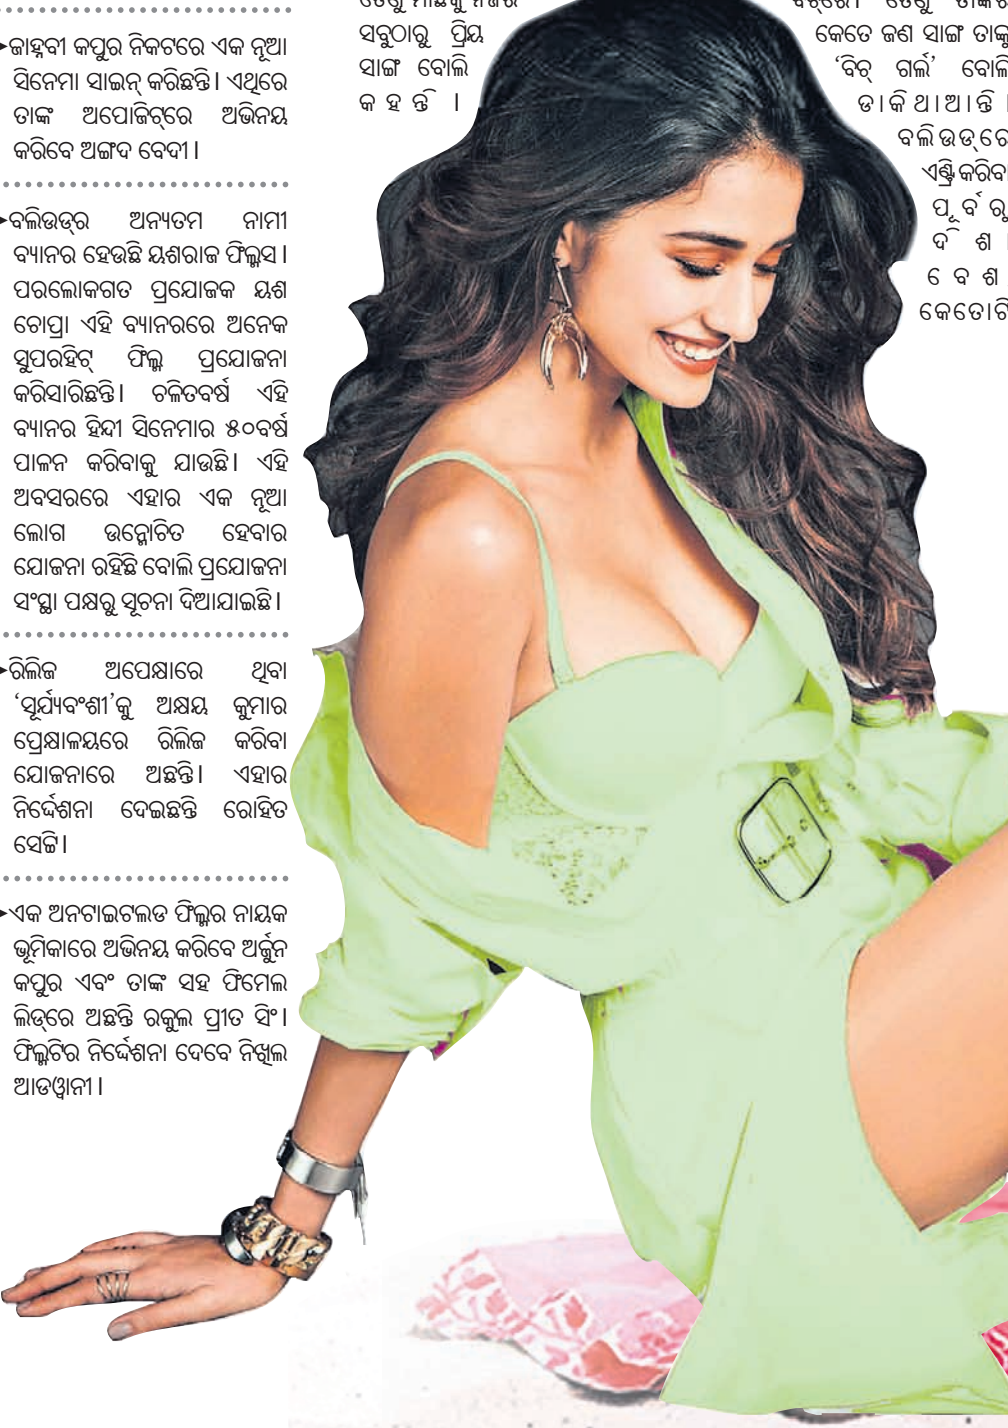 ଜାହ୍ନବୀ କପୁର ନିକଟରେ ଏକ ନୂଆ
ସିନେମା ସାଇନ୍ କରିଛନ୍ତି। ଏଥିରେ
ତାଙ୍କ ଅପୋଜିଟ୍‌ରେ ଅଭିନୟ
କରିବେ ଅଙ୍ଗଦ ବେଦୀ।
ବଲିଉଡ୍‌ର ଅନ୍ୟତମ ନାମୀ
ବ୍ୟାନର ହେଉଛି ୟଶରାଜ ଫିଲ୍ମସ।
ପରଲୋକଗତ ପ୍ରଯୋଜକ ୟଶ
ଚୋପ୍ରା ଏହି ବ୍ୟାନରରେ ଅନେକ
ସୁପରହିଟ୍ ଫିଲ୍ମ ପ୍ରଯୋଜନା
କରିସାରିଛନ୍ତି। ଚଳିତବର୍ଷ ଏହି
ବ୍ୟାନର ହିନ୍ଦୀ ସିନେମାର ୫୦ବର୍ଷ
ପାଳନ କରିବାକୁ ଯାଉଛି। ଏହି
ଅବସରରେ ଏହାର ଏକ ନୂଆ
ଲୋଗ ଉନ୍ମୋଚିତ ହେବାର
ଯୋଜନା ରହିଛି ବୋଲି ପ୍ରଯୋଜନା
ସଂସ୍ଥା ପକ୍ଷରୁ ସୂଚନା ଦିଆଯାଇଛି।
ରିଲିଜ ଅପେକ୍ଷାରେ ଥିବା
‘ସୂର୍ଯ୍ୟବଂଶୀ’କୁ ଅକ୍ଷୟ କୁମାର
ପ୍ରେକ୍ଷାଳୟରେ ରିଲିଜ କରିବା
ଯୋଜନାରେ ଅଛନ୍ତି। ଏହାର
ନିର୍ଦ୍ଦେଶନା ଦେଇଛନ୍ତି ରୋହିତ
ସେଟ୍ଟି।
ଏକ ଅନଟାଇଟଲଡ ଫିଲ୍ମର ନାୟକ
ଭୂମିକାରେ ଅଭିନୟ କରିବେ ଅର୍ଜୁନ
କପୁର ଏବଂ ତାଙ୍କ ସହ ଫିମେଲ
ଲିଡ୍‌ରେ ଅଛନ୍ତି ରକୁଲ ପ୍ରୀତ ସିଂ।
ଫିଲ୍ମଟିର ନିର୍ଦ୍ଦେଶନା ଦେବେ ନିଖିଲ
ଆଡଓ୍ୱାନୀ।
ସବୁଠାରୁ ପ୍ରିୟ
ସାଙ୍ଗ ବୋଲି
କହନ୍ତି।
କେତେ ଜଣ ସାଙ୍ଗ ତାଙ୍କୁ
‘ବିଚ୍ ଗର୍ଲ’ ବୋଲି
ଡାକିଥାଆନ୍ତି।
ବଲିଉଡ୍‌ରେ
ଏଣ୍ଟ୍ରି କରିବା
ପୂର୍ବରୁ
ଦିଶା
ବେଶ